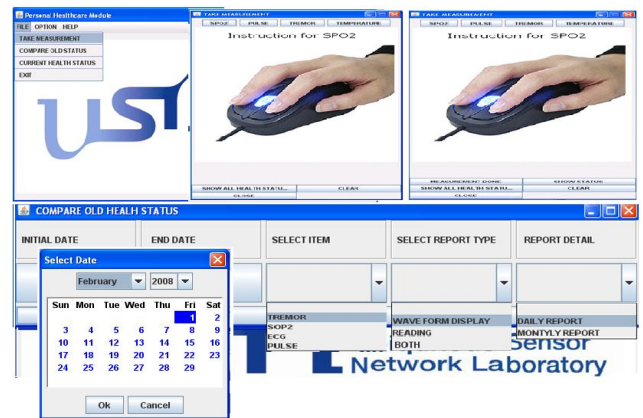 Personal Healthcare Module
FILE OPTION HELP
TAKE MEASUREMENT
COMPARE OLD STATUS
CURRENT HEALTH STATUS
EXIT
UST
TAKE MEASUREMENT
SPO2 PULSE TREMOR TEMPERATURE
Instruction for SPO2
SHOW ALL HEALTH STATU... CLEAR
CLOSE
TAKE MEASUREMENT
SPO2 PULSE TREMOR TEMPERATURE
Instruction for SPO2
MEASUREMENT DONE SHOW STATUS
SHOW ALL HEALTH STATU... CLEAR
CLOSE
COMPARE OLD HEALH STATUS
INITIAL DATE END DATE SELECT ITEM SELECT REPORT TYPE REPORT DETAIL
Select Date
February 2008
Sun Mon Tue Wed Thu Fri Sat
1 2
3 4 5 6 7 8 9
10 11 12 13 14 15 16
17 18 19 20 21 22 23
24 25 26 27 28 29
Ok Cancel
TREMOR
SOP2
ECG
PULSE
WAVE FORM DISPLAY
READING
BOTH
DAILY REPORT
MONTYLY REPORT
Sensor
Network Laboratory